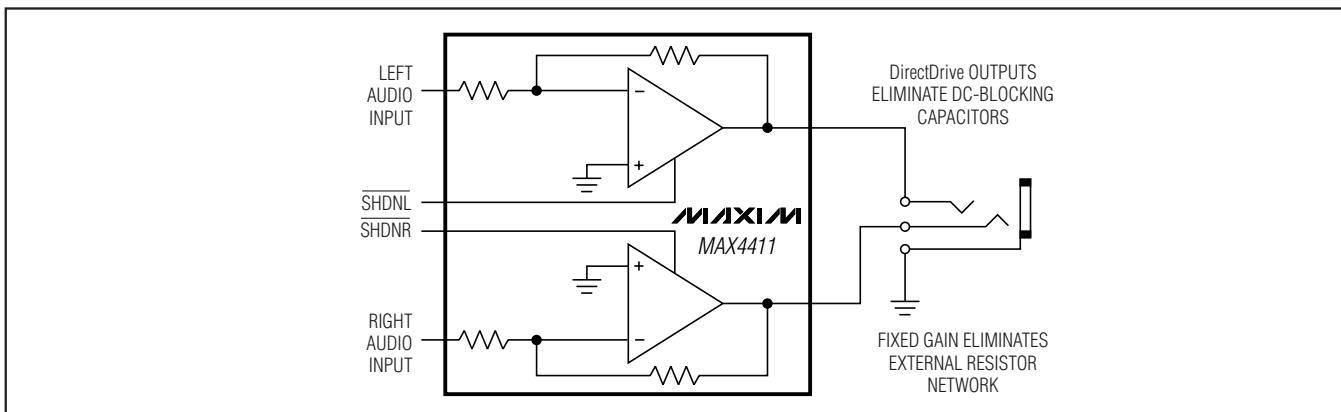 LEFT
AUDIO
INPUT
−
+
DirectDrive OUTPUTS
ELIMINATE DC-BLOCKING
CAPACITORS
SHDNL
SHDNR
MAXIM
MAX4411
+
−
RIGHT
AUDIO
INPUT
FIXED GAIN ELIMINATES
EXTERNAL RESISTOR
NETWORK